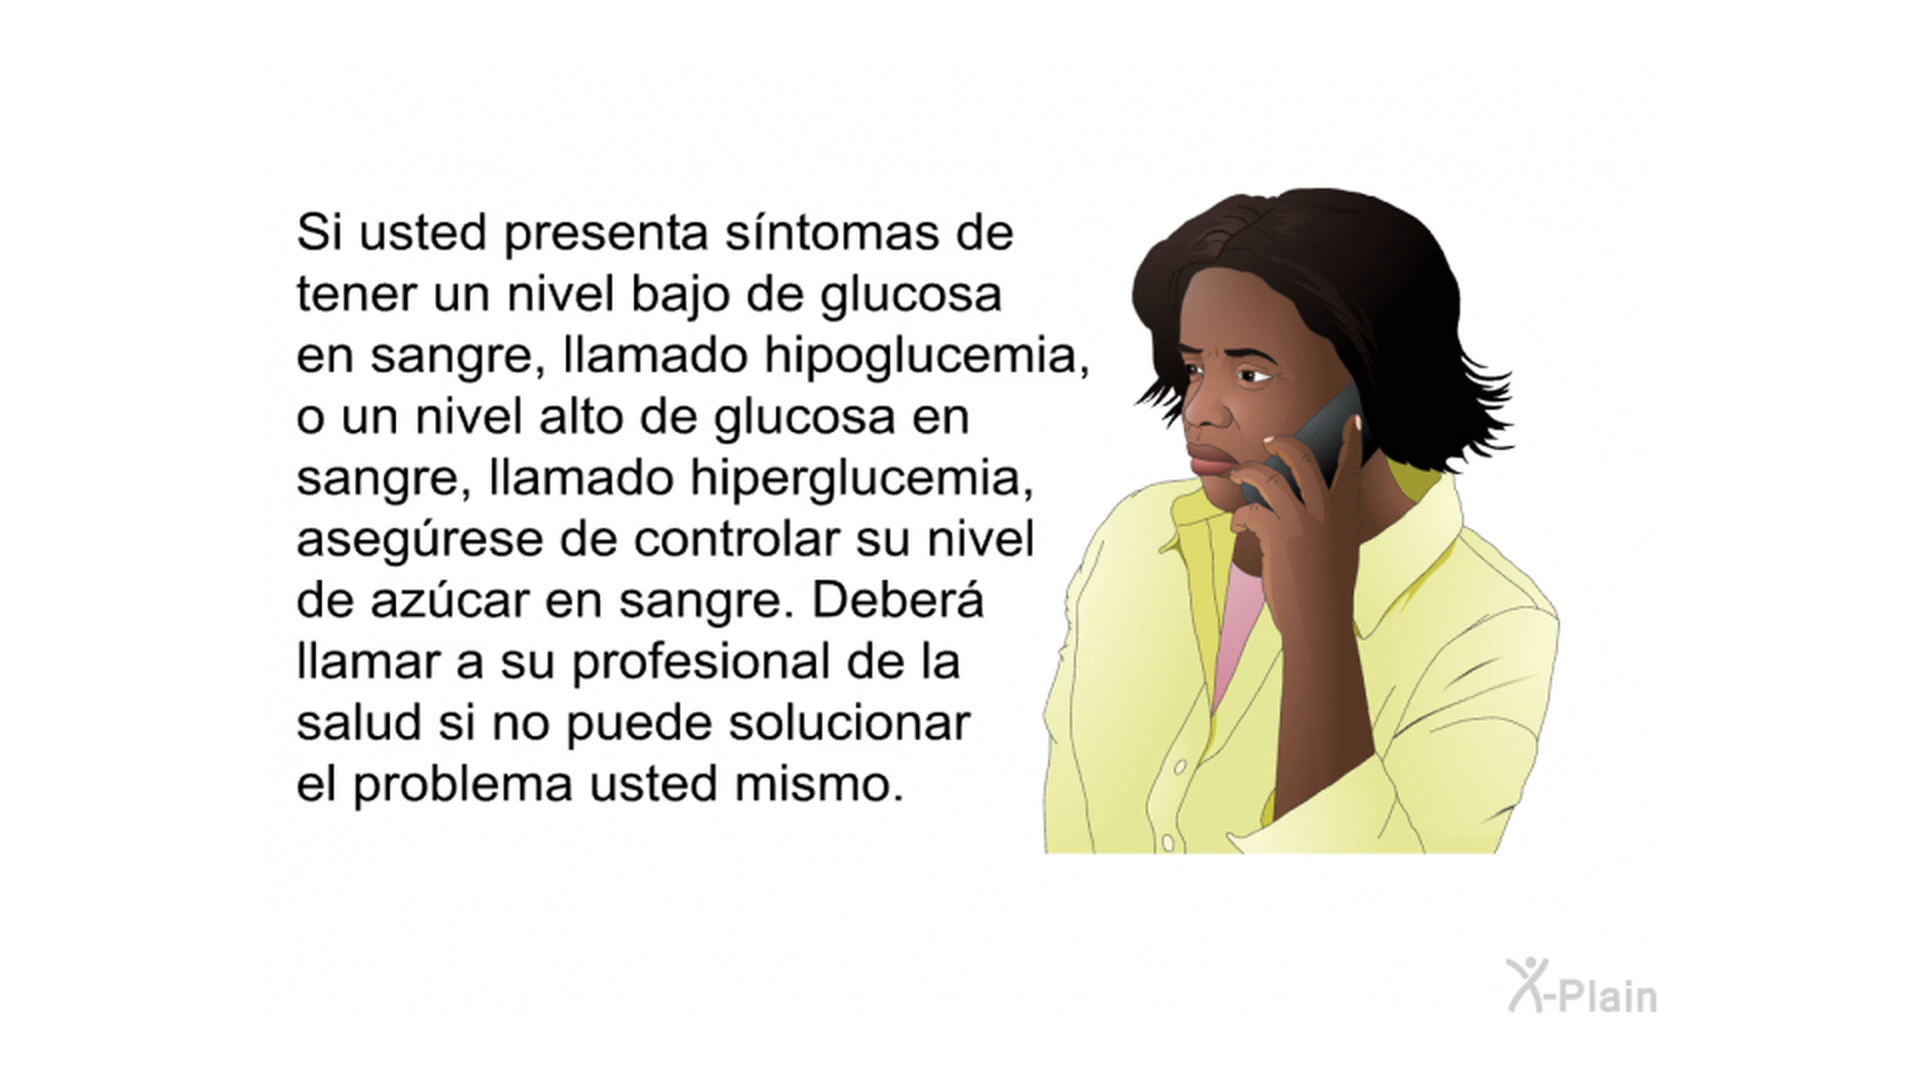 Si usted presenta síntomas de
tener un nivel bajo de glucosa
en sangre, llamado hipoglucemia,
o un nivel alto de glucosa en
sangre, llamado hiperglucemia,
asegúrese de controlar su nivel
de azúcar en sangre. Deberá
llamar a su profesional de la
salud si no puede solucionar
el problema usted mismo.
X-Plain